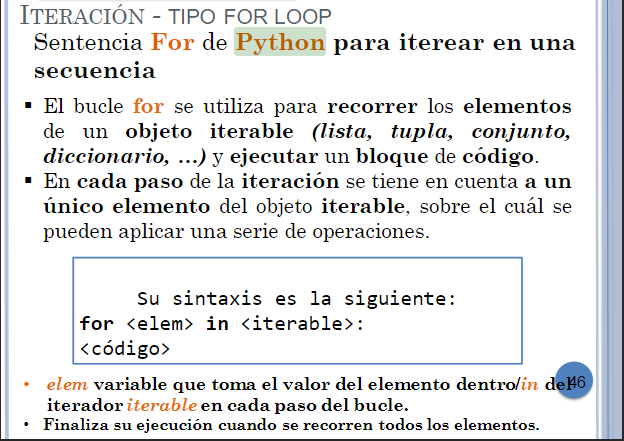 ITERACIÓN - TIPO FOR LOOP
Sentencia For de Python para iterear en una
secuencia
▪ El bucle for se utiliza para recorrer los elementos
de un objeto iterable (lista, tupla, conjunto,
diccionario, …) y ejecutar un bloque de código.
▪ En cada paso de la iteración se tiene en cuenta a un
único elemento del objeto iterable, sobre el cuál se
pueden aplicar una serie de operaciones.
Su sintaxis es la siguiente:
for <elem> in <iterable>:
<código>
• elem variable que toma el valor del elemento dentro/in del
iterador iterable en cada paso del bucle.
• Finaliza su ejecución cuando se recorren todos los elementos.
46